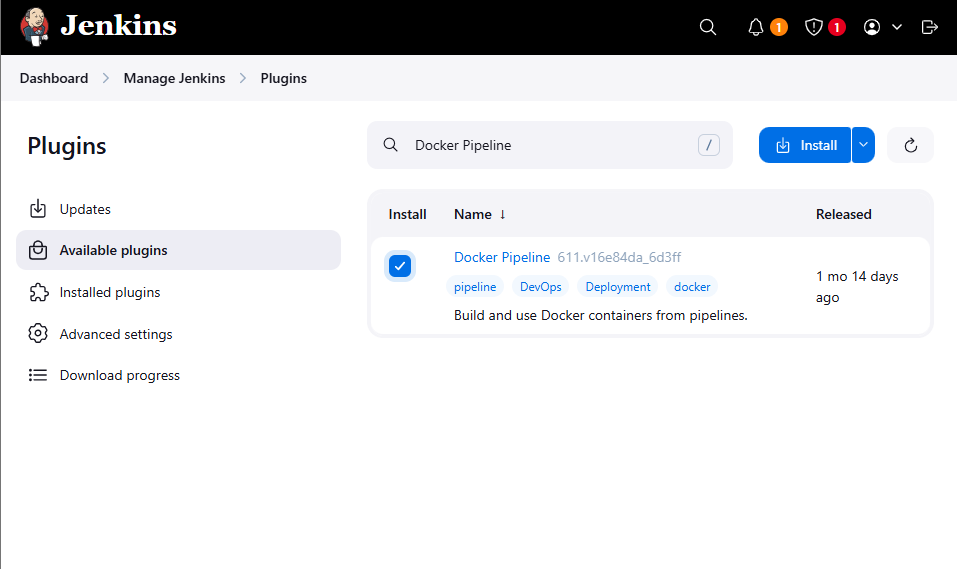 Jenkins
1
1
Dashboard > Manage Jenkins > Plugins
Plugins
Docker Pipeline
/
Install
Updates
Available plugins
Installed plugins
Advanced settings
Download progress
Install Name ↓ Released
Docker Pipeline 611.v16e84da_6d3ff
pipeline DevOps Deployment docker
Build and use Docker containers from pipelines.
1 mo 14 days
ago